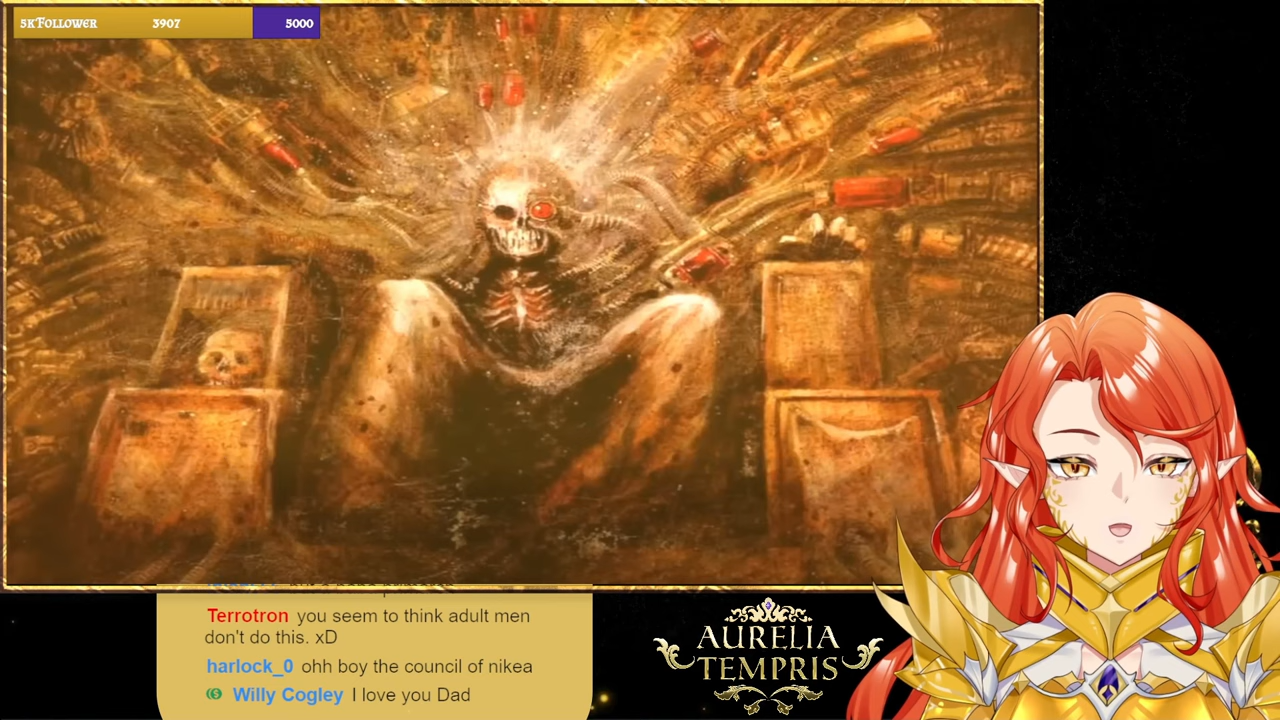 5K Follower 3907 5000
Terrotron you seem to think adult men
don't do this. xD
harlock_0 ohh boy the council of nikea
Willy Cogley I love you Dad
AURELIA
TEMPRIS